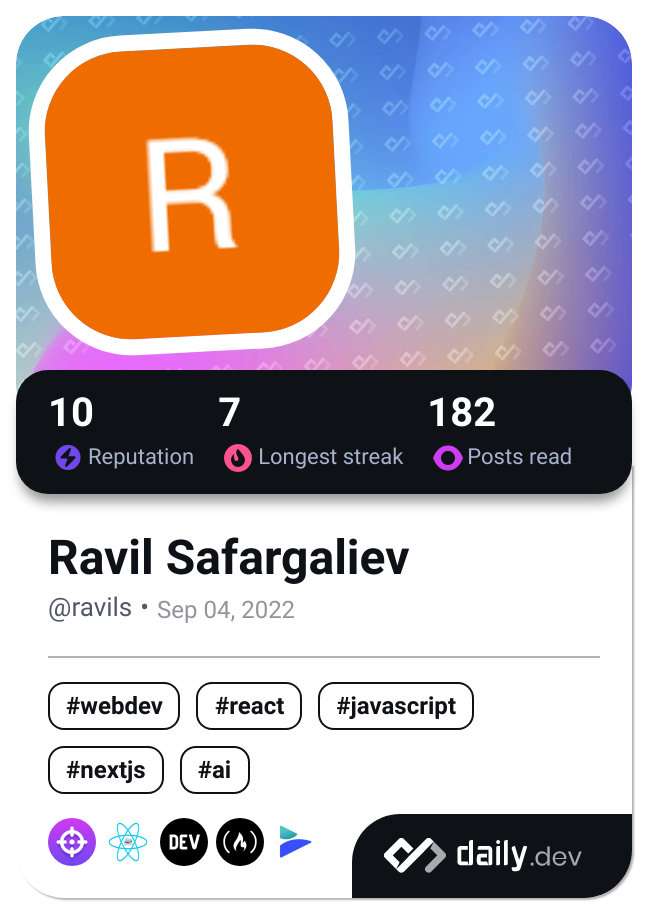 R
10 7 182
Reputation Longest streak Posts read
Ravil Safargaliev
@ravils • Sep 04, 2022
#webdev #react #javascript
#nextjs #ai
DEV
daily.dev